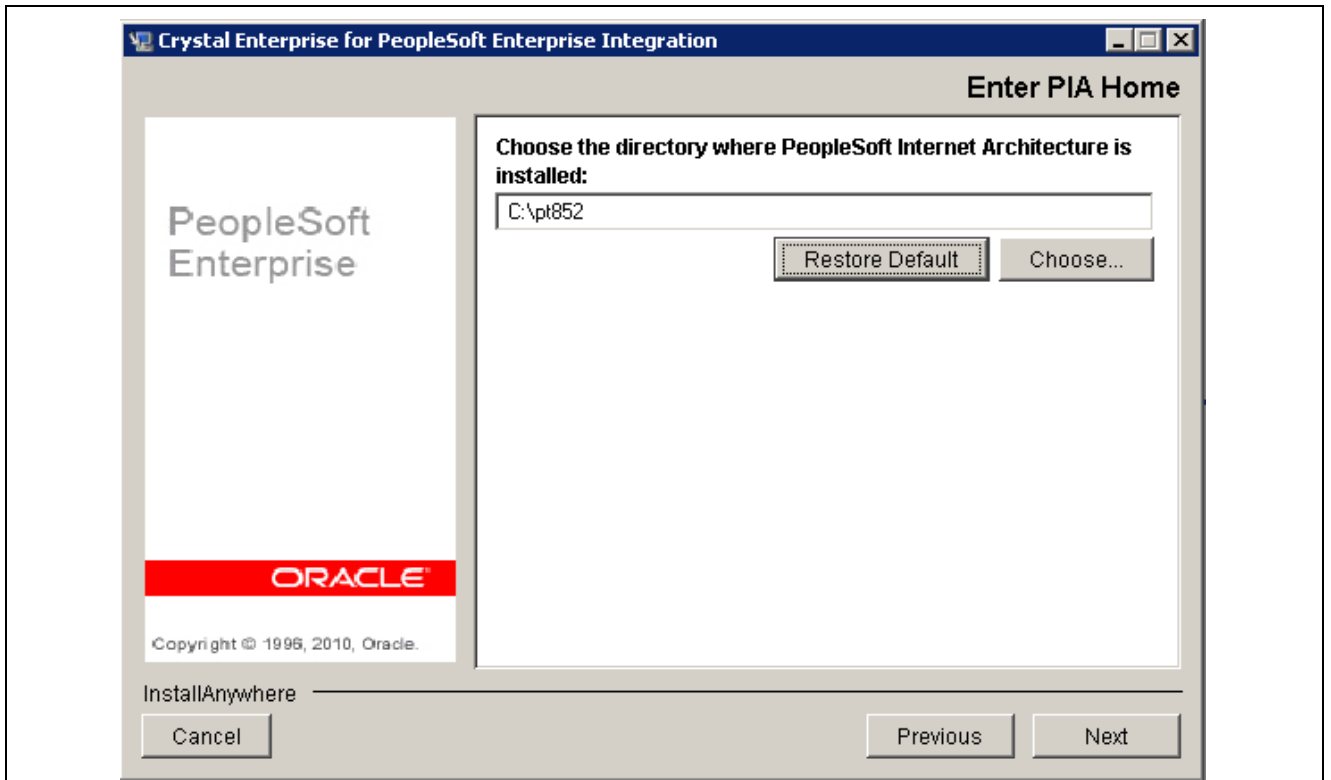 Crystal Enterprise for PeopleSoft Enterprise Integration
Enter PIA Home
Choose the directory where PeopleSoft Internet Architecture is
installed:
C:\pt852
Restore Default
Choose...
PeopleSoft
Enterprise
ORACLE
Copyright © 1996, 2010, Oracle.
InstallAnywhere
Cancel
Previous
Next